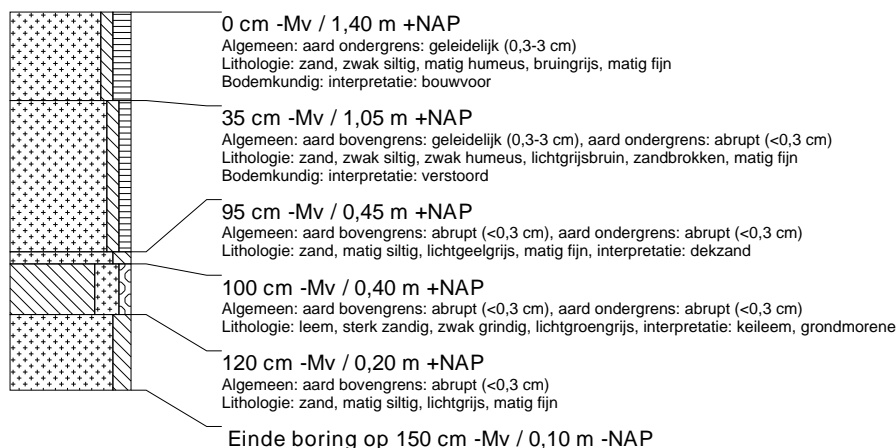 0 cm -Mv / 1,40 m +NAP
Algemeen: aard ondergrens: geleidelijk (0,3-3 cm)
Lithologie: zand, zwak siltig, matig humeus, bruingrijs, matig fijn
Bodemkundig: interpretatie: bouwvoor
35 cm -Mv / 1,05 m +NAP
Algemeen: aard bovengrens: geleidelijk (0,3-3 cm), aard ondergrens: abrupt (<0,3 cm)
Lithologie: zand, zwak siltig, zwak humeus, lichtgrijsbruin, zandbrokken, matig fijn
Bodemkundig: interpretatie: verstoord
95 cm -Mv / 0,45 m +NAP
Algemeen: aard bovengrens: abrupt (<0,3 cm), aard ondergrens: abrupt (<0,3 cm)
Lithologie: zand, matig siltig, lichtgeelgrijs, matig fijn, interpretatie: dekzand
100 cm -Mv / 0,40 m +NAP
Algemeen: aard bovengrens: abrupt (<0,3 cm), aard ondergrens: abrupt (<0,3 cm)
Lithologie: leem, sterk zandig, zwak grindig, lichtgroengrijs, interpretatie: keileem, grondmorene
120 cm -Mv / 0,20 m +NAP
Algemeen: aard bovengrens: abrupt (<0,3 cm)
Lithologie: zand, matig siltig, lichtgrijs, matig fijn
Einde boring op 150 cm -Mv / 0,10 m -NAP